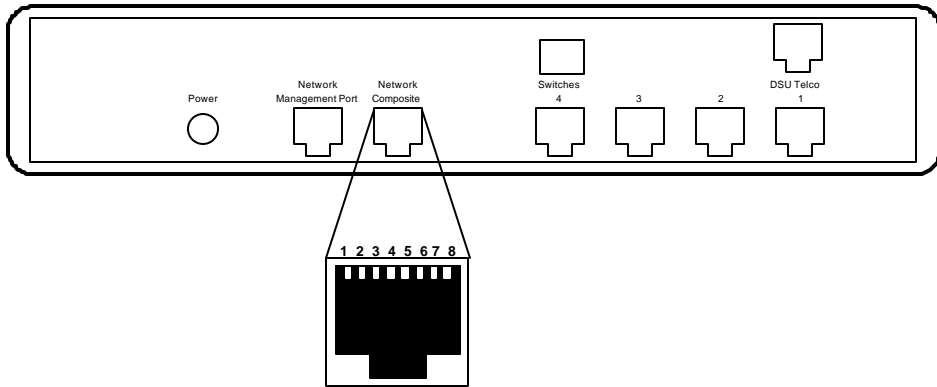 Power
Network
Management Port
Network
Composite
Switches
4
3
2
DSU Telco
1
1 2 3 4 5 6 7 8